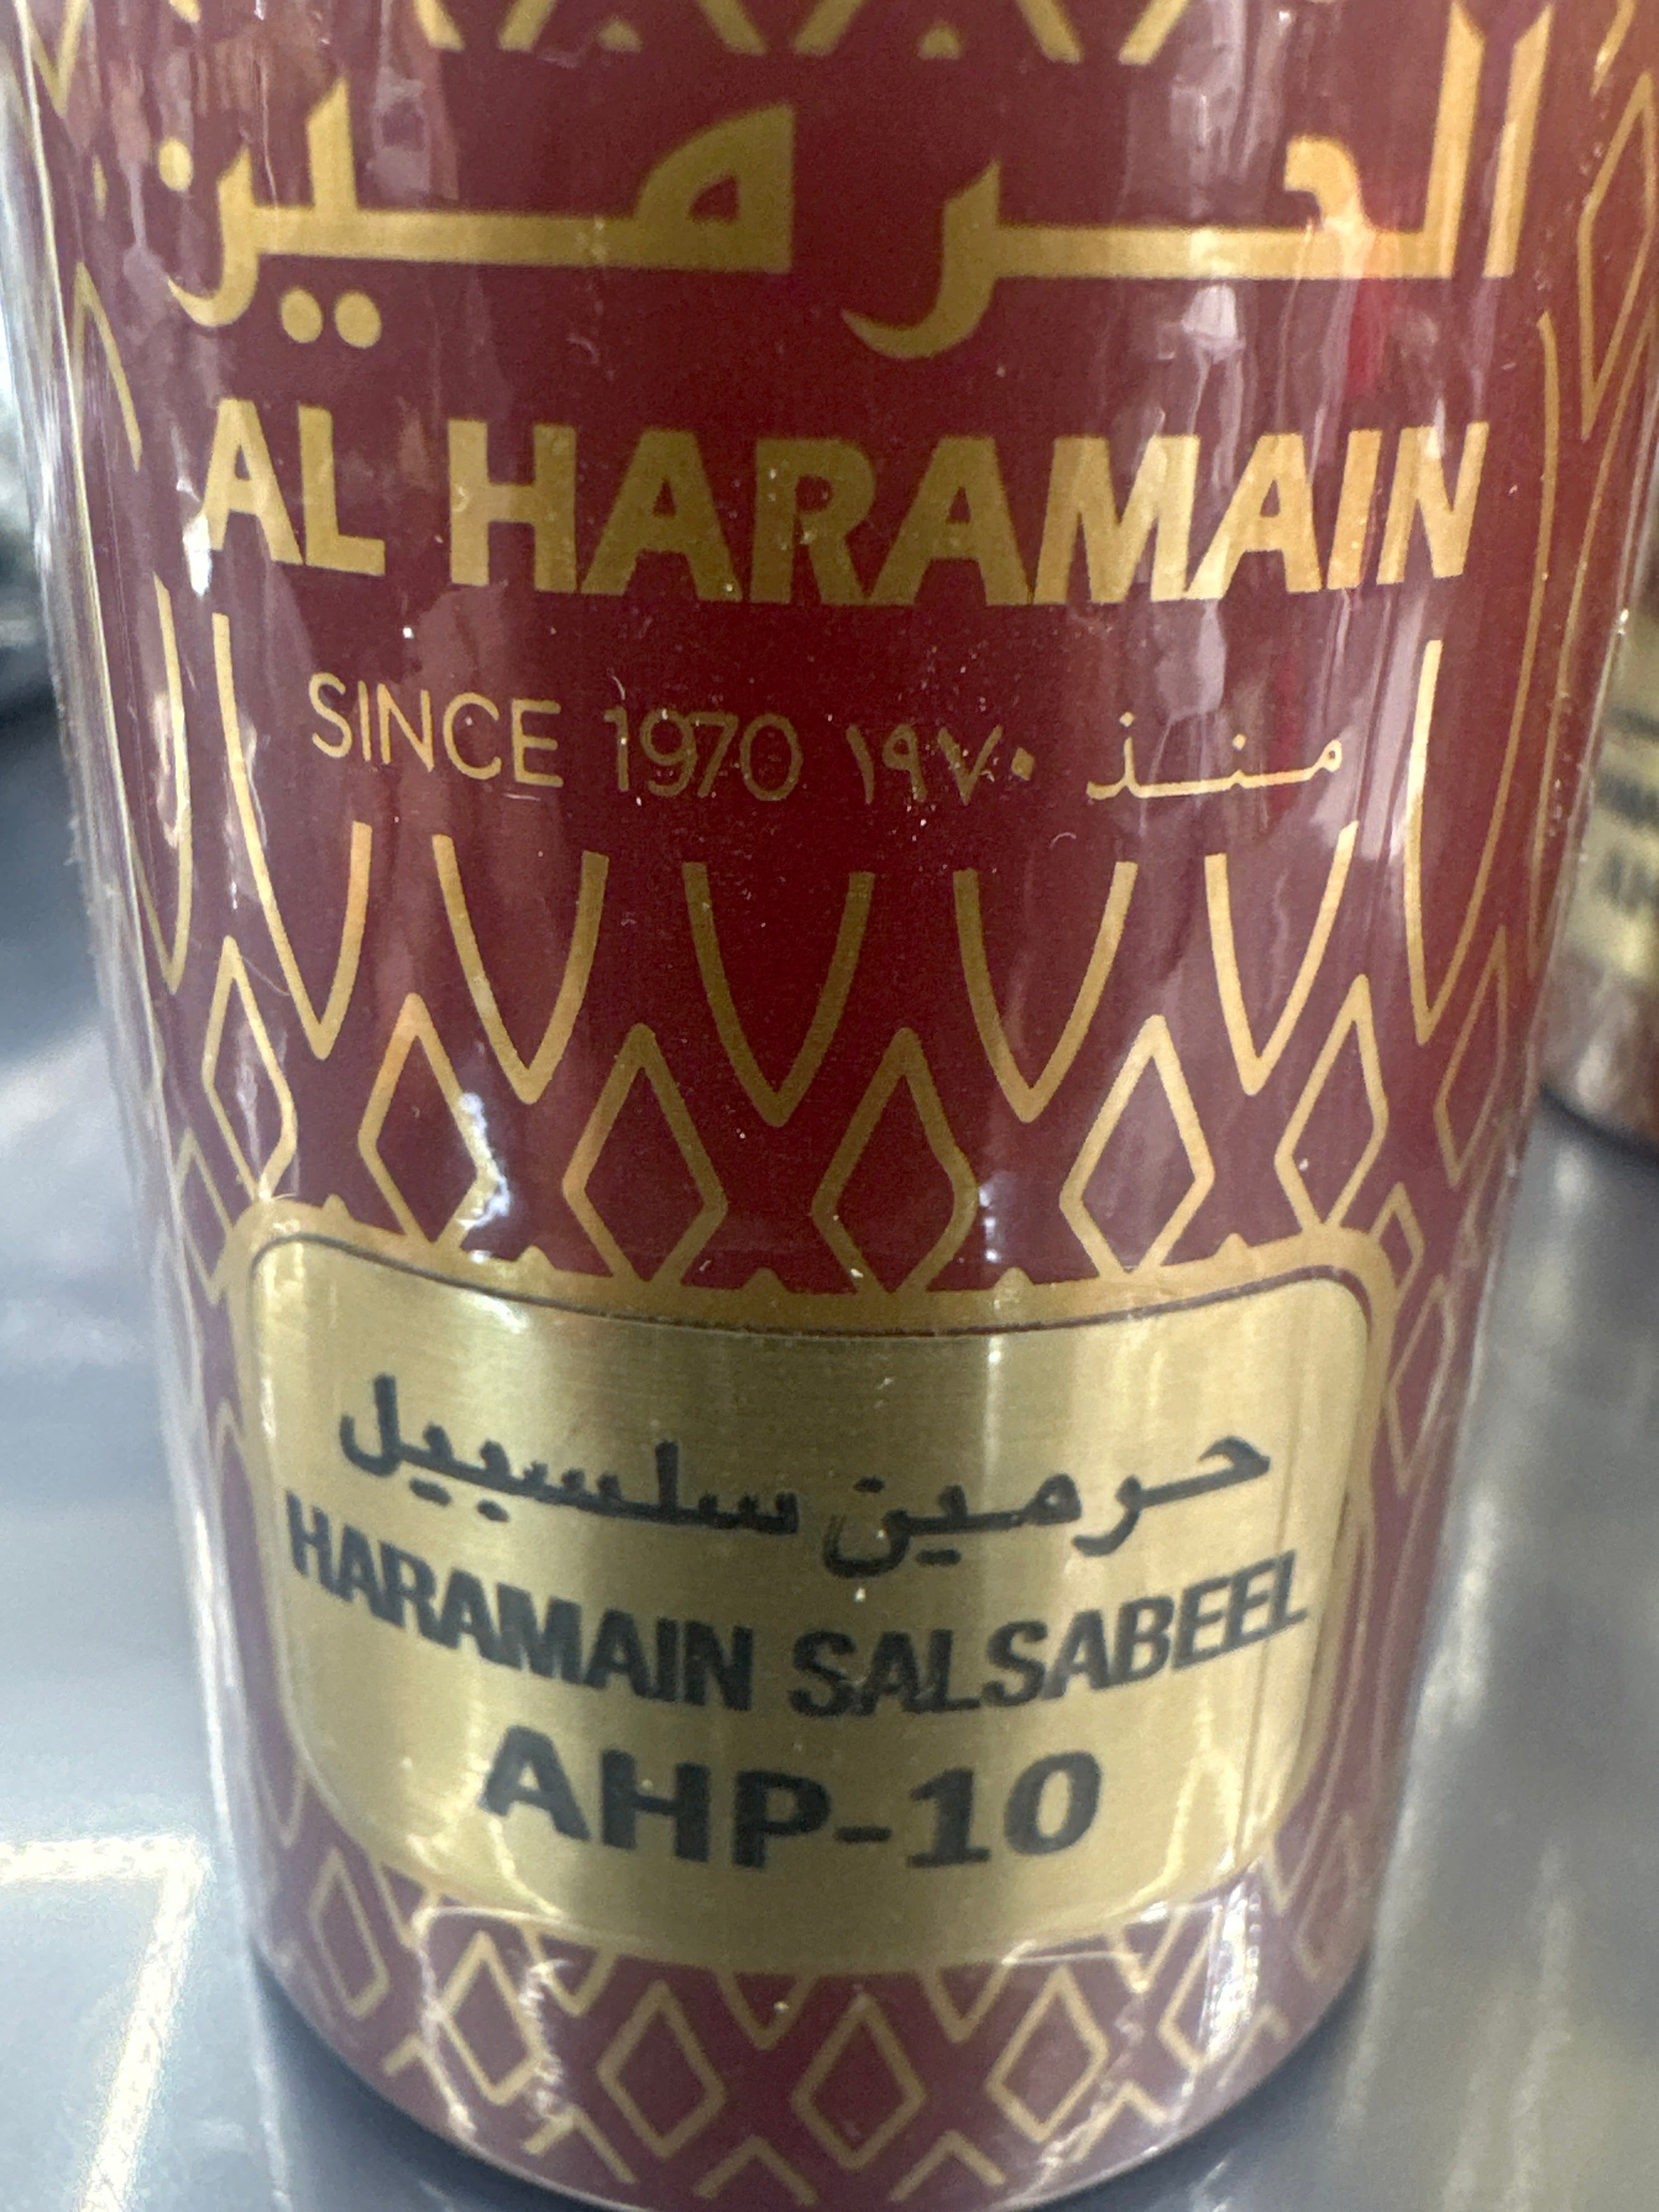 الحرمين
AL HARAMAIN
SINCE 1970 منذ ١٩٧٠
حرمين سلسبيل
HARAMAIN SALSABEEL
AHP-10